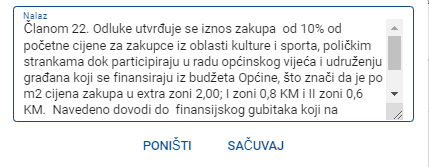 Nalaz
Članom 22. Odluke utvrđuje se iznos zakupa  od 10% od
početne cijene za zakupce iz oblasti kulture i sporta, poličkim
strankama dok participiraju u radu općinskog vijeća i udruženju
građana koji se finansiraju iz budžeta Općine, što znači da je po
m2 cijena zakupa u extra zoni 2,00; I zoni 0,8 KM i II zoni 0,6
KM.  Navedeno dovodi do  finansijskog gubitaka koji na
PONIŠTI SAČUVAJ